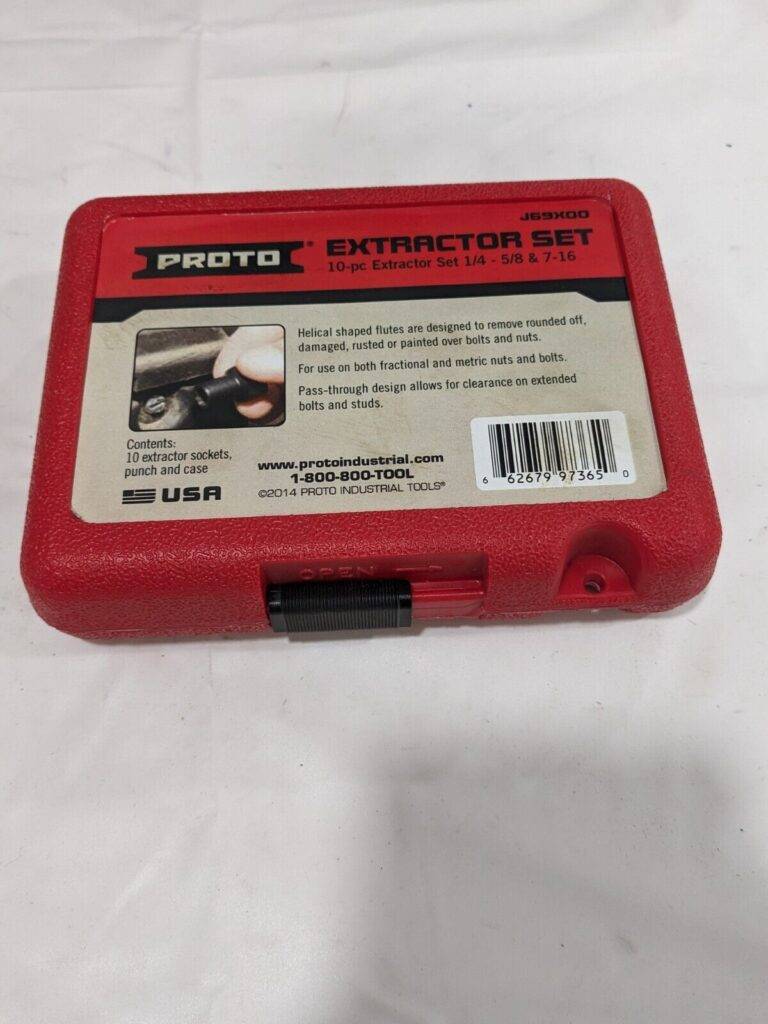 J69X00
PROTO®
EXTRACTOR SET
10-pc Extractor Set 1/4 - 5/8 & 7-16
Helical shaped flutes are designed to remove rounded off,
damaged, rusted or painted over bolts and nuts.
For use on both fractional and metric nuts and bolts.
Pass-through design allows for clearance on extended
bolts and studs.
Contents:
10 extractor sockets,
punch and case
USA
www.protoindustrial.com
1-800-800-TOOL
©2014 PROTO INDUSTRIAL TOOLS®
6 62679 97365 0
OPEN